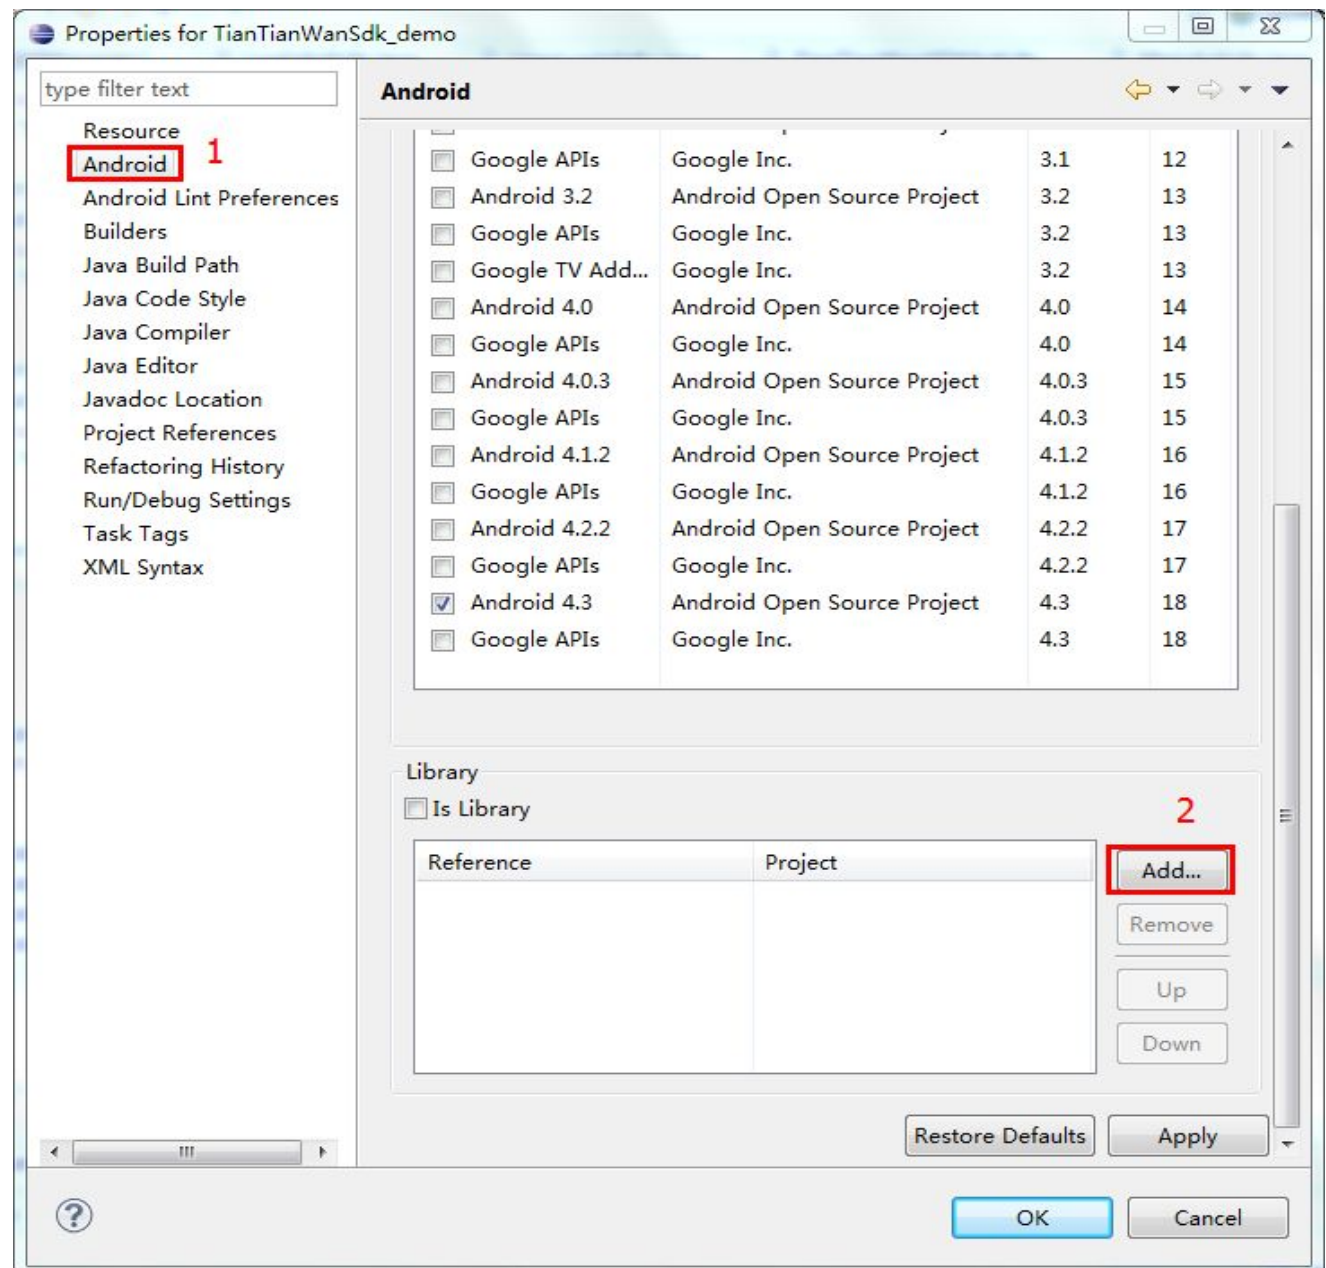 Properties for TianTianWanSdk_demo
type filter text
Android
Resource
1
Android
Android Lint Preferences
Builders
Java Build Path
Java Code Style
Java Compiler
Java Editor
Javadoc Location
Project References
Refactoring History
Run/Debug Settings
Task Tags
XML Syntax
Google APIs Google Inc. 3.1 12
Android 3.2 Android Open Source Project 3.2 13
Google APIs Google Inc. 3.2 13
Google TV Add... Google Inc. 3.2 13
Android 4.0 Android Open Source Project 4.0 14
Google APIs Google Inc. 4.0 14
Android 4.0.3 Android Open Source Project 4.0.3 15
Google APIs Google Inc. 4.0.3 15
Android 4.1.2 Android Open Source Project 4.1.2 16
Google APIs Google Inc. 4.1.2 16
Android 4.2.2 Android Open Source Project 4.2.2 17
Google APIs Google Inc. 4.2.2 17
Android 4.3 Android Open Source Project 4.3 18
Google APIs Google Inc. 4.3 18
Library
Is Library
2
Reference Project
Add...
Remove
Up
Down
Restore Defaults Apply
? OK Cancel